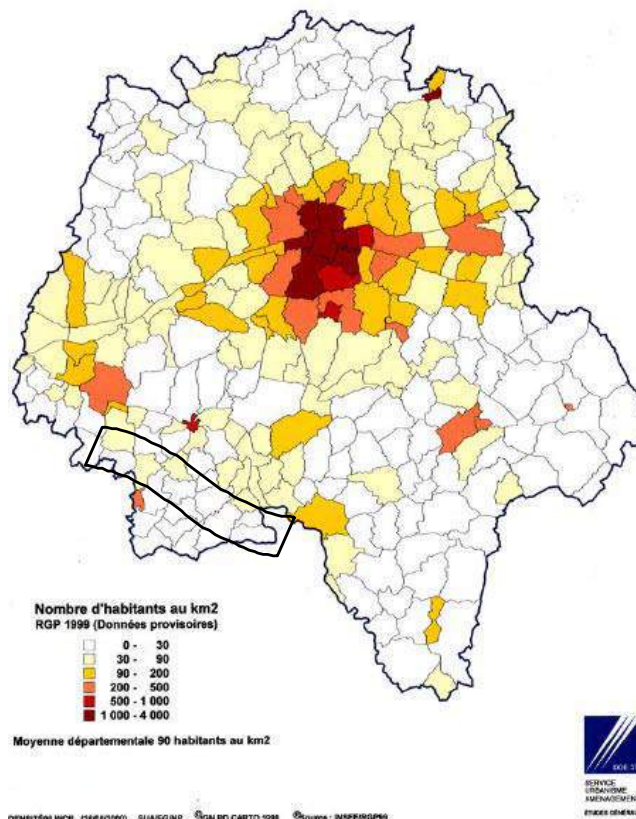 Nombre d'habitants au km2
RGP 1999 (Données provisoires)
0 - 30
30 - 90
90 - 200
200 - 500
500 - 1 000
1 000 - 4 000
Moyenne départementale 90 habitants au km2
SERVICE
URBANISME
AMENAGEMENT